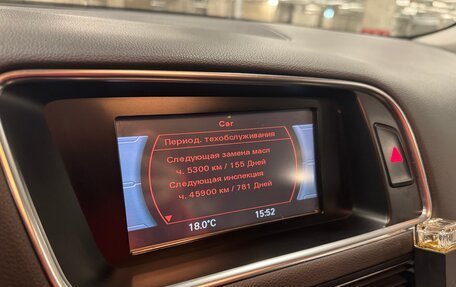 Car
Период. техобслуживания
Следующая замена масл
ч. 5300 км / 155 Дней
Следующая инспекция
ч. 45900 км / 781 Дней
18.0°C
15:52